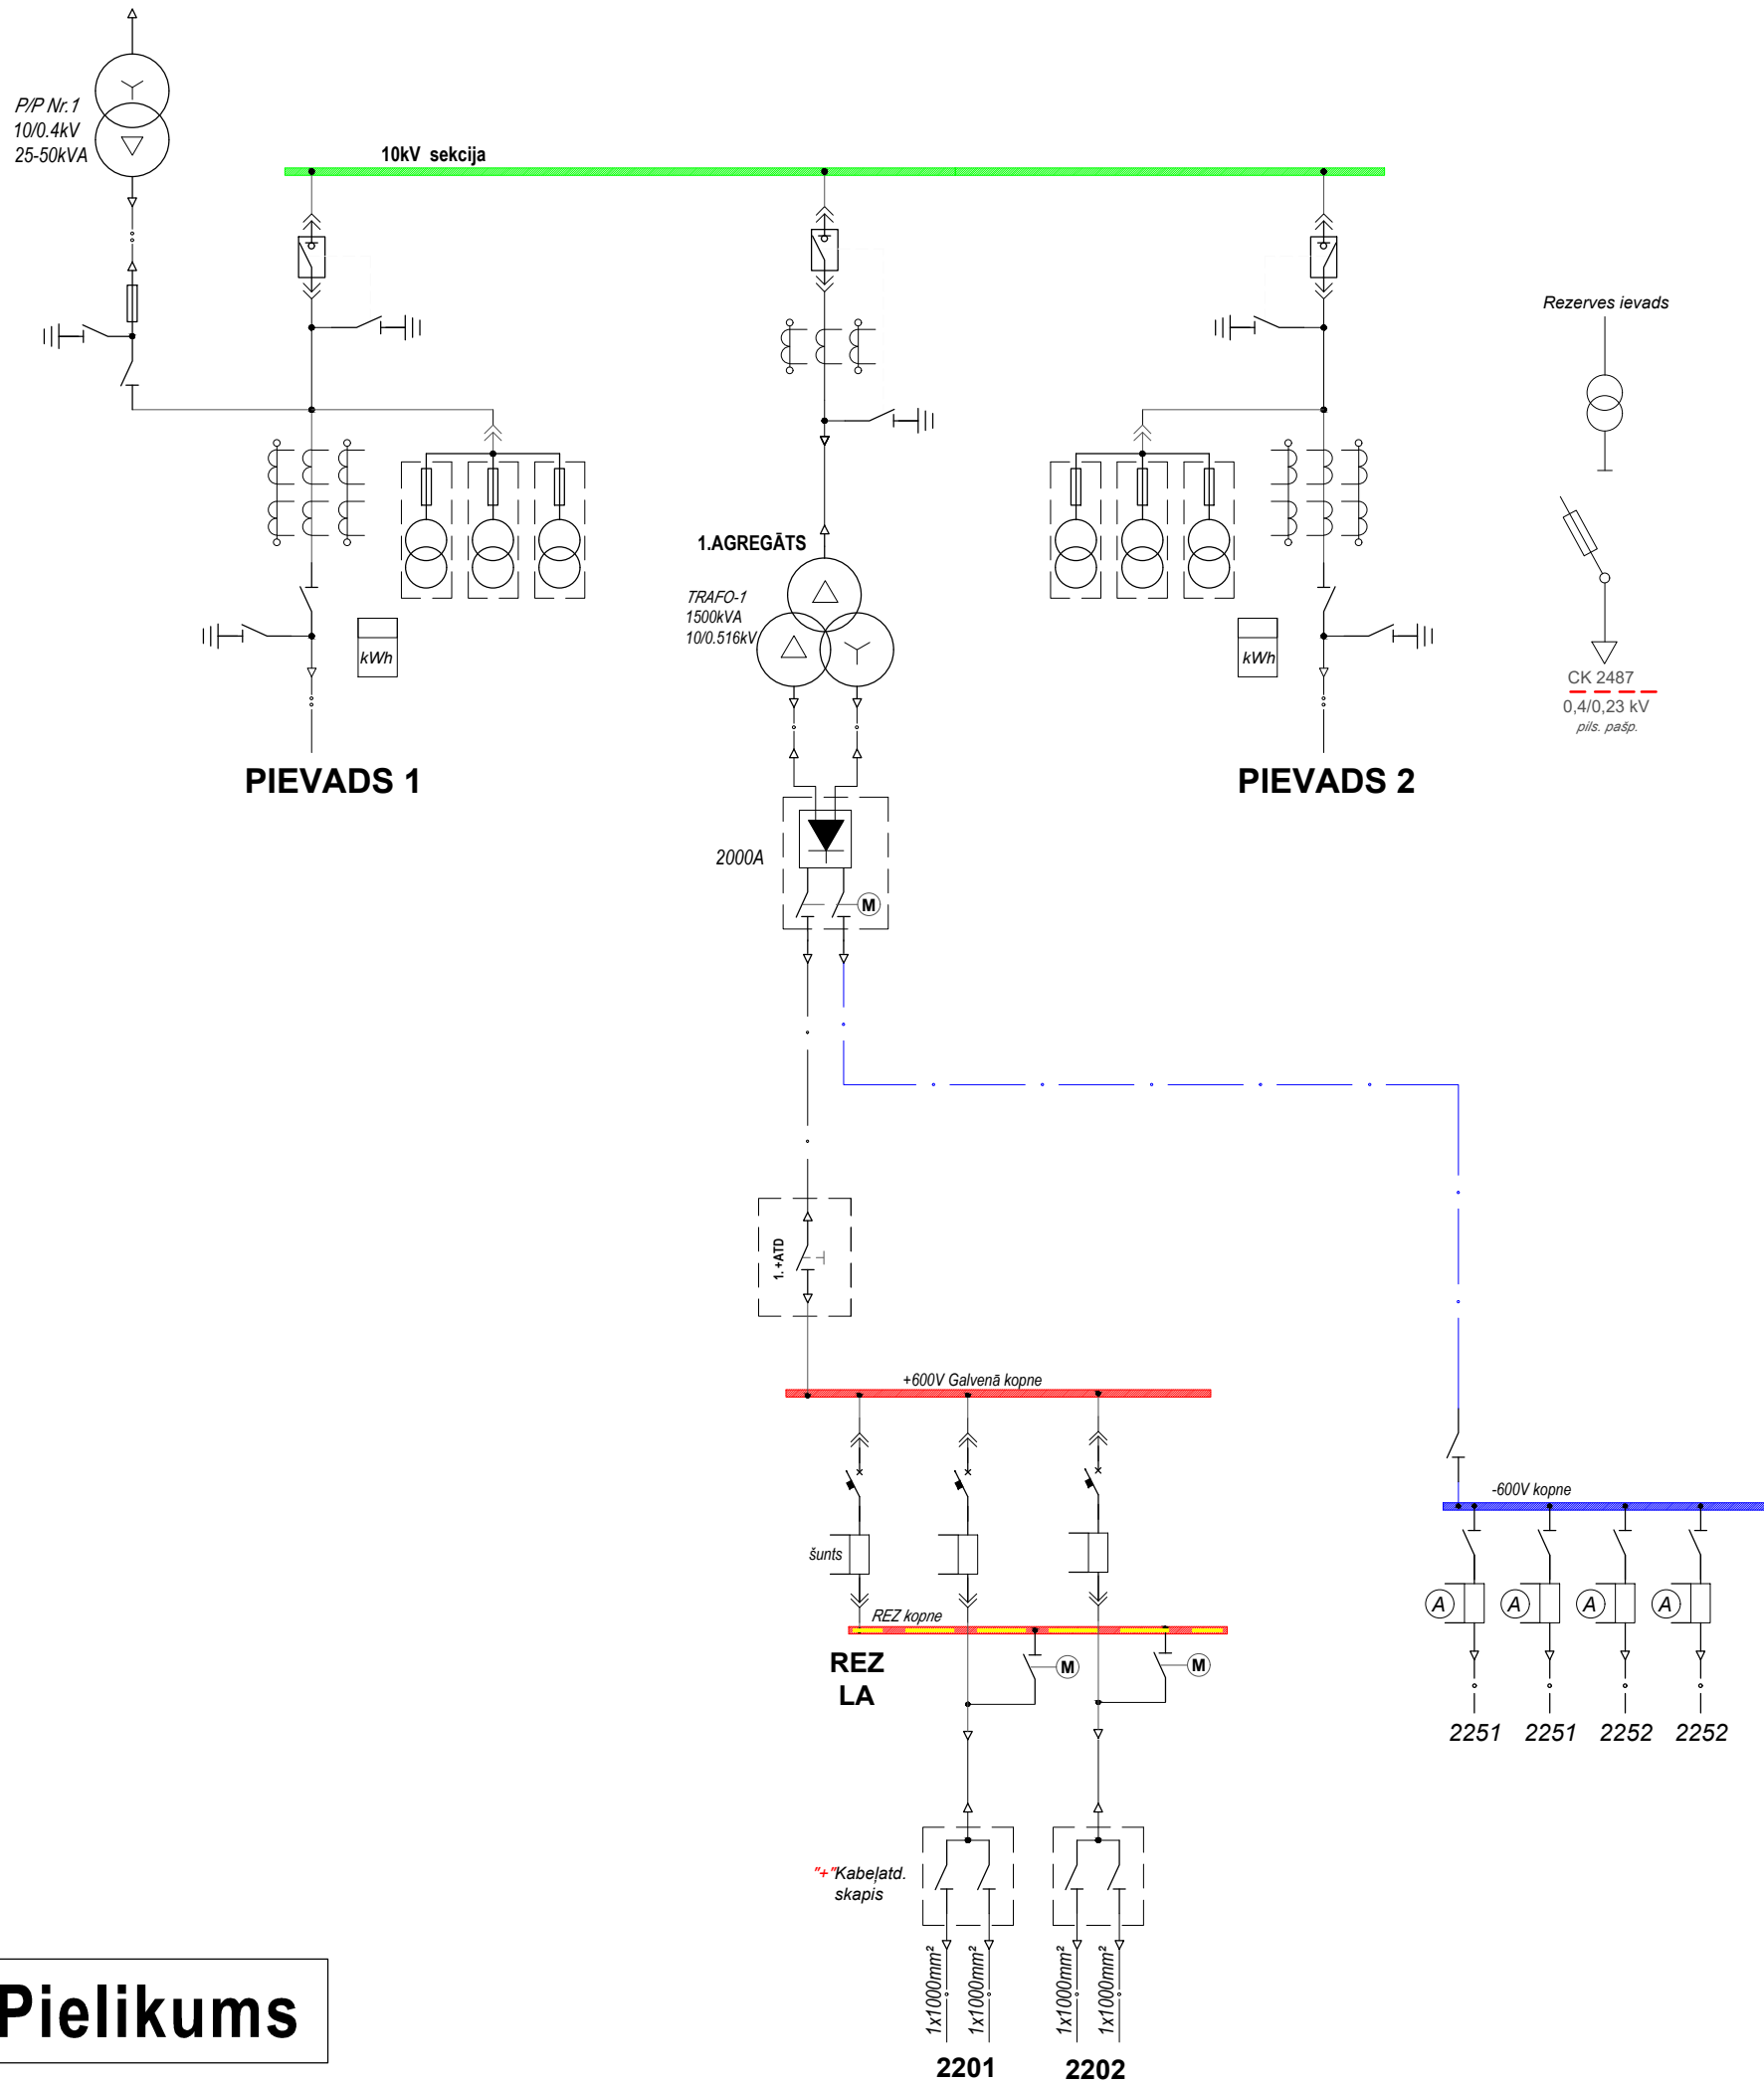 P/P Nr.1
10/0.4kV
25-50kVA
10kV sekcija
Rezerves ievads
1.AGREGĀTS
TRAFO-1
1500kVA
10/0.516kV
kWh
kWh
CK 2487
0,4/0,23 kV
pils. pašp.
PIEVADS 1
PIEVADS 2
2000A
M
1. +ATD
+600V Galvenā kopne
-600V kopne
šunts
A
A
A
A
REZ kopne
REZ
LA
M
M
2251
2251
2252
2252
"+"Kabeļatd.
skapis
1x1000mm²
1x1000mm²
1x1000mm²
1x1000mm²
2201
2202
Pielikums